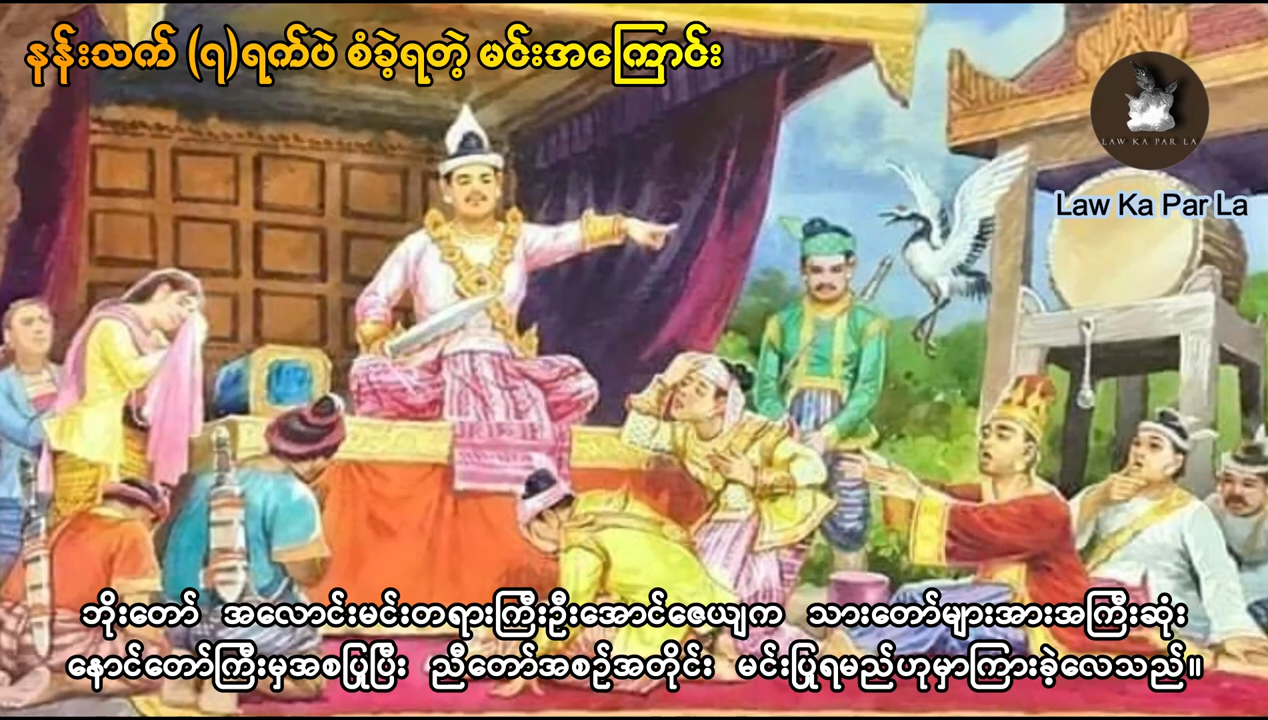 နန်းသက် (၇)ရက်ပဲ စံခဲ့ရတဲ့ မင်းအကြောင်း
LAW KA PAR LA
Law Ka Par La
ဘိုးတော် အလောင်းမင်းတရားကြီးဦးအောင်ဇေယျက သားတော်များအားအကြီးဆုံး
နောင်တော်ကြီးမှအစပြုပြီး ညီတော်အစဉ်အတိုင်း မင်းပြုရမည်ဟုမှာကြားခဲ့လေသည်။